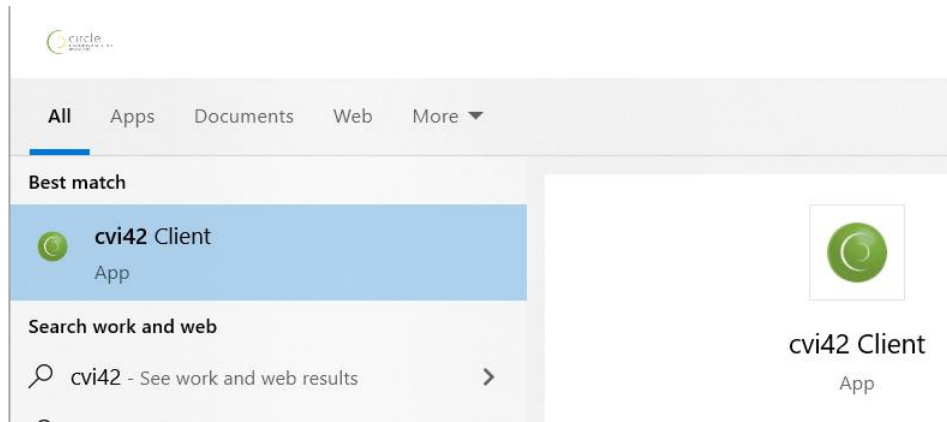 circle
All Apps Documents Web More
Best match
cvi42 Client
App
Search work and web
cvi42 - See work and web results
cvi42 Client
App